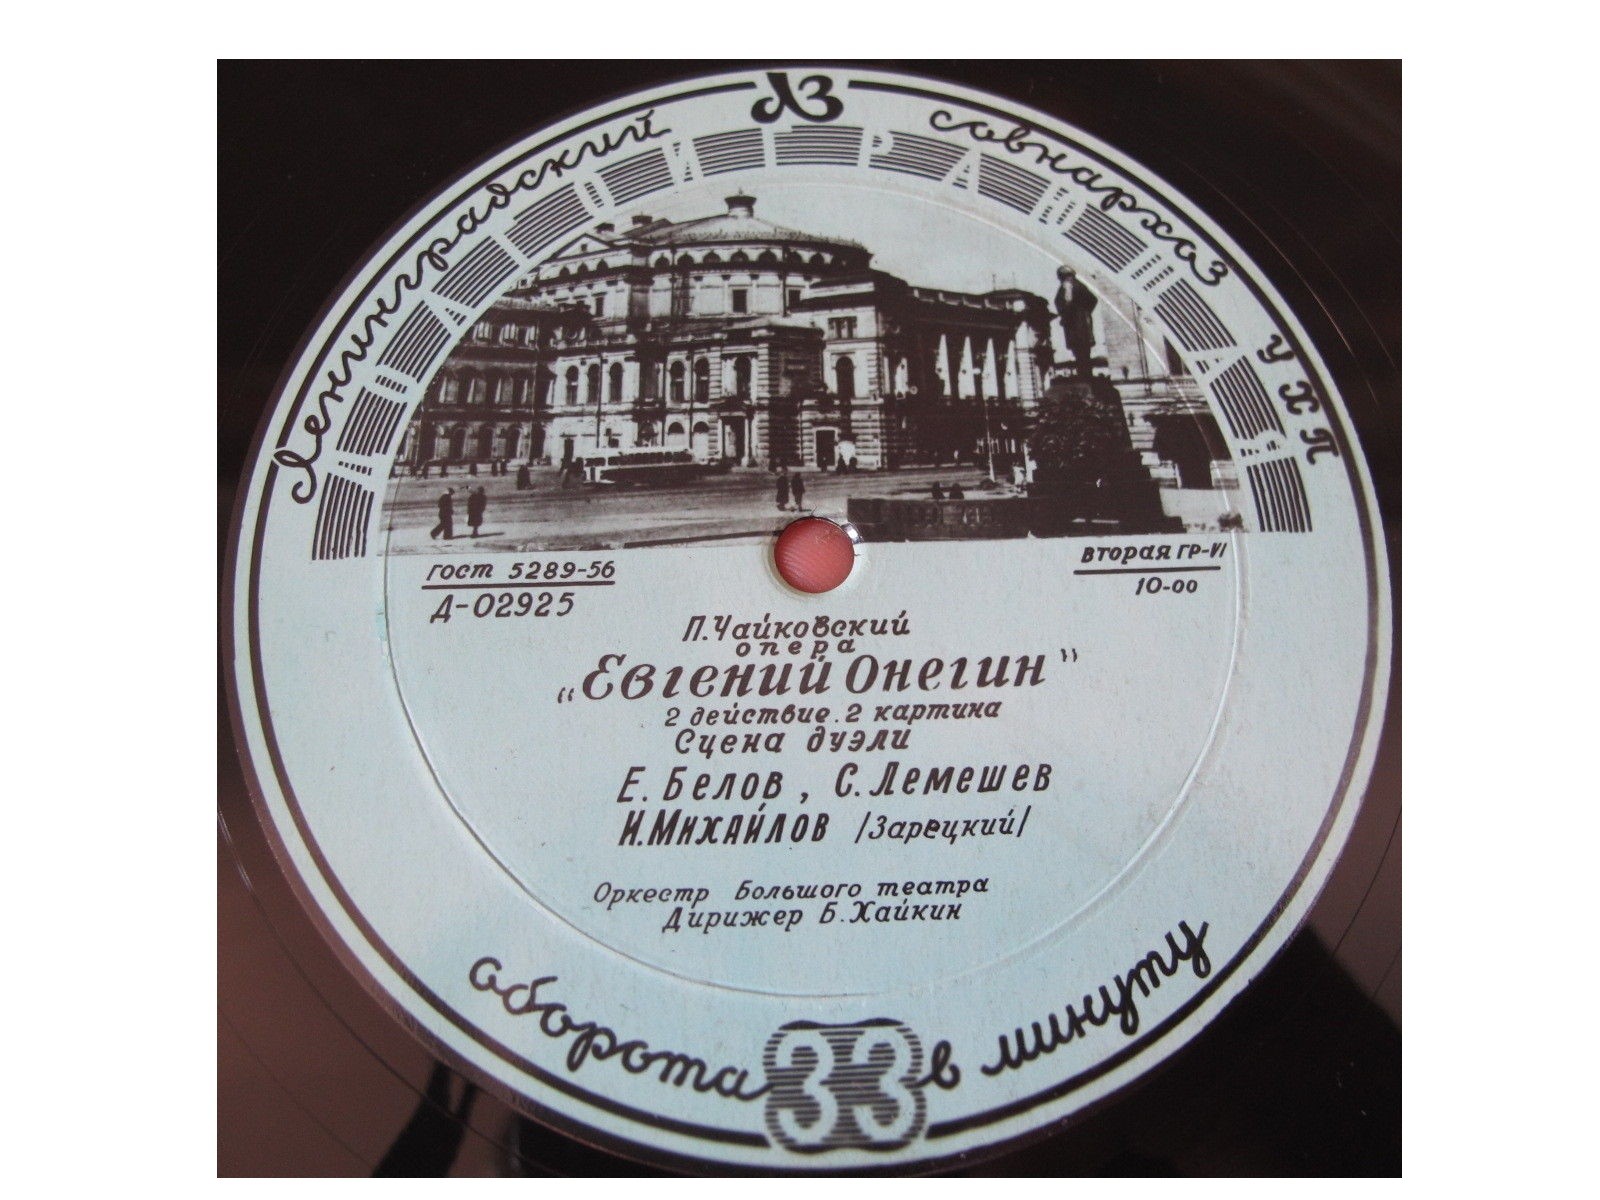 ЛЗ
Ленинградский совнархоз УХП
ДОЛГОИГРАЮЩАЯ
ГОСТ 5289-56
Д-02925
ВТОРАЯ ГР-VI
10-00
П. Чайковский
опера
„Евгений Онегин"
2 действие. 2 картина
Сцена дуэли
Е. Белов, С. Лемешев
И. Михайлов /Зарецкий/
Оркестр Большого театра
Дирижер Б. Хайкин
33 оборота в минуту